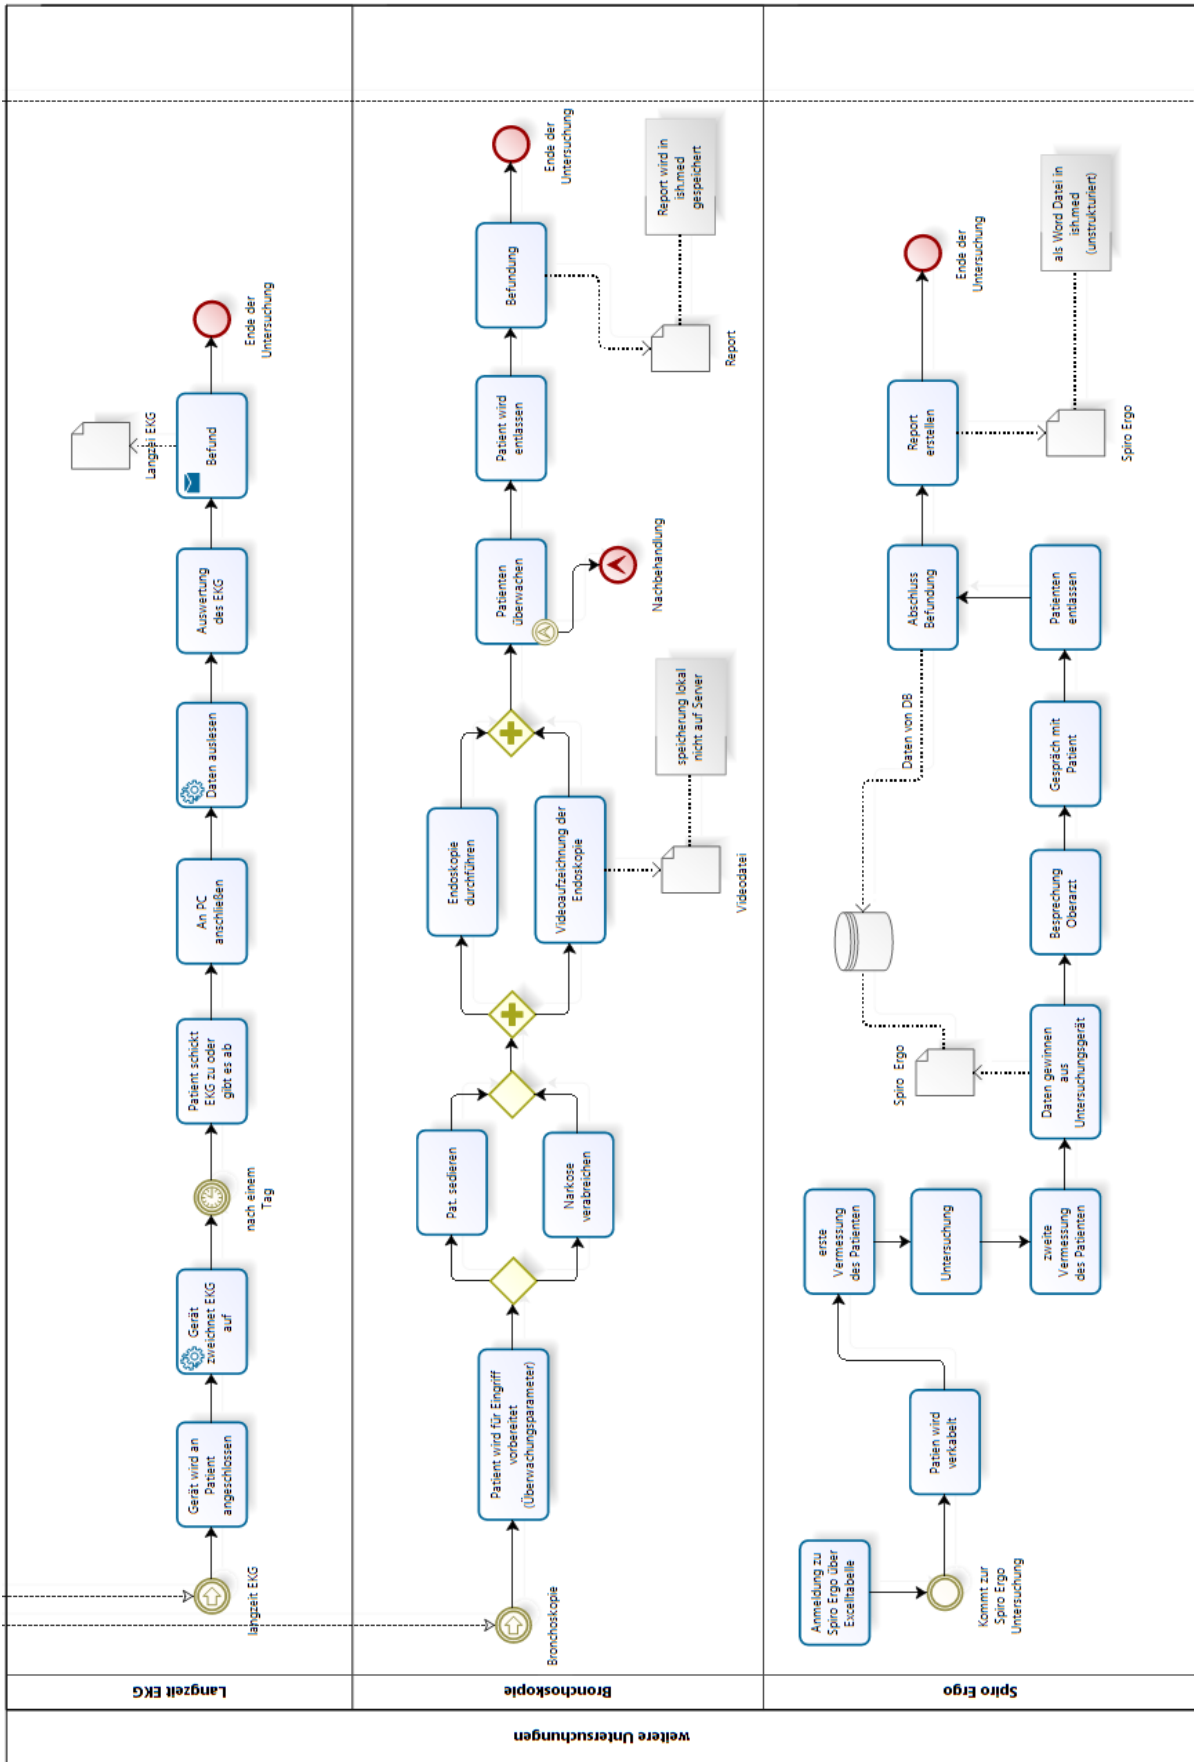 weitere Untersuchungen
Langzeit EKG
langzeit EKG
Gerät wird an
Patient
angeschlossen
Gerät
zweichnet EKG
auf
nach einem
Tag
Patient schickt
EKG zu oder
gibt es ab
An PC
anschließen
Daten auslesen
Auswertung
des EKG
Befund
Langzei EKG
Ende der
Untersuchung
Bronchoskopie
Bronchoskopie
Patient wird für Eingriff
vorbereitet
(Überwachungsparameter)
Pat. sedieren
Narkose
verabreichen
Endoskopie
durchführen
Videoaufzeichnung der
Endoskopie
Videodatei
speicherung lokal
nicht auf Server
Patienten
überwachen
Nachbehandlung
Patient wird
entlassen
Befundung
Report
Report wird in
ish.med
gespeichert
Ende der
Untersuchung
Spiro Ergo
Anmeldung zu
Spiro Ergo über
Excelltabelle
Kommt zur
Spiro Ergo
Untersuchung
Patien wird
verkabelt
erste
Vermessung
des Patienten
Untersuchung
zweite
Vermessung
des Patienten
Daten gewinnen
aus
Untersuchungsgerät
Spiro Ergo
Besprechung
Oberarzt
Gespräch mit
Patient
Patienten
entlassen
Abschluss
Befundung
Daten von DB
Report
erstellen
Spiro Ergo
als Word Datei in
ish.med
(unstrukturiert)
Ende der
Untersuchung